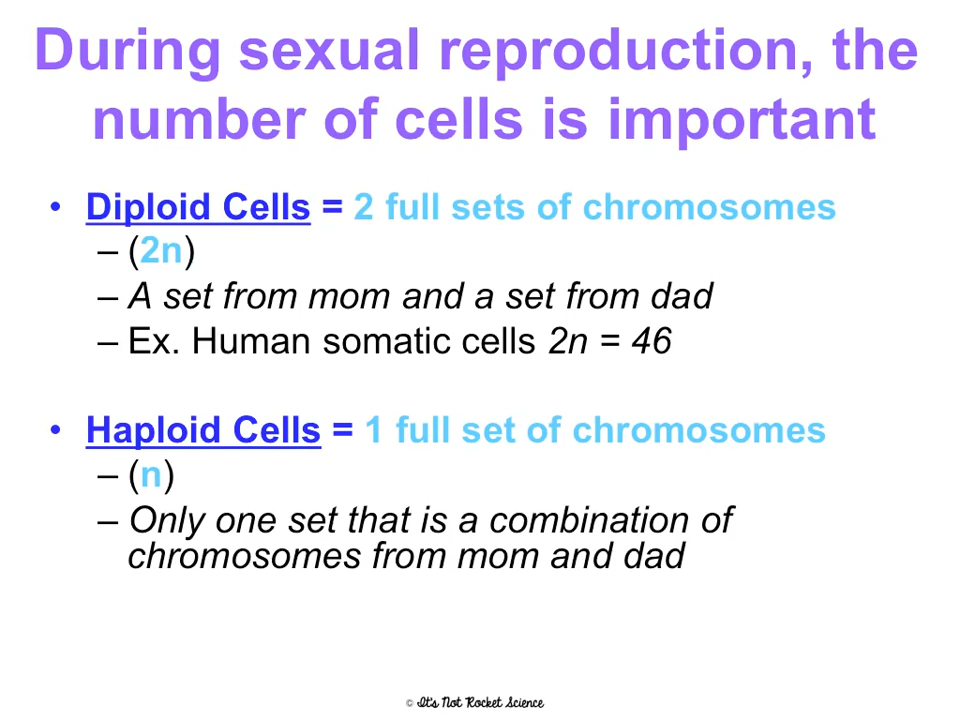 During sexual reproduction, the
number of cells is important
• Diploid Cells = 2 full sets of chromosomes
– (2n)
– A set from mom and a set from dad
– Ex. Human somatic cells 2n = 46
• Haploid Cells = 1 full set of chromosomes
– (n)
– Only one set that is a combination of
chromosomes from mom and dad
© It's Not Rocket Science